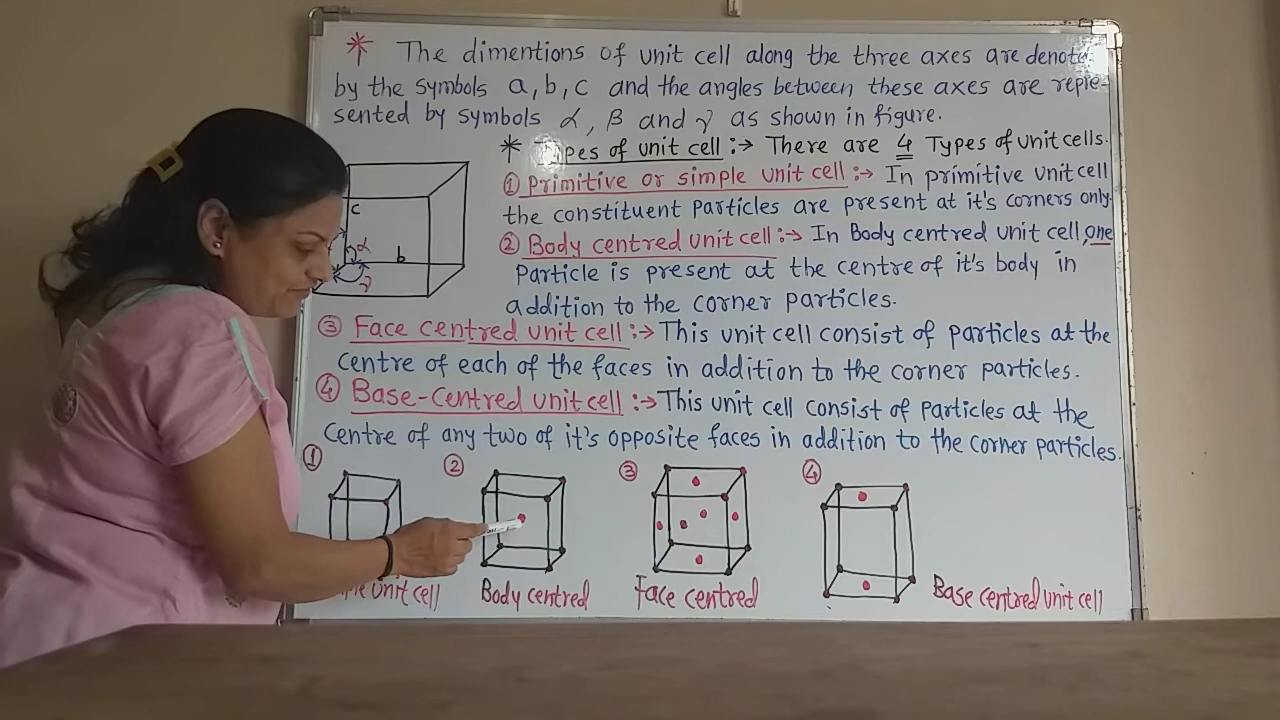 * The dimentions of unit cell along the three axes are denote
by the symbols a, b, c and the angles between these axes are repre-
sented by symbols α, β and γ as shown in figure.
* Types of unit cell :→ There are 4 Types of unit cells.
① Primitive or simple unit cell :→ In primitive unit cell
the constituent particles are present at it's corners only.
② Body centred unit cell :→ In Body centred unit cell, one
particle is present at the centre of it's body in
addition to the corner particles.
c
α
b
γ
③ Face centred unit cell :→ This unit cell consist of particles at the
centre of each of the faces in addition to the corner particles.
④ Base-centred unit cell :→ This unit cell consist of particles at the
centre of any two of it's opposite faces in addition to the corner particles.
① ② ③ ④
unit cell Body centred Face centred Base centred unit cell